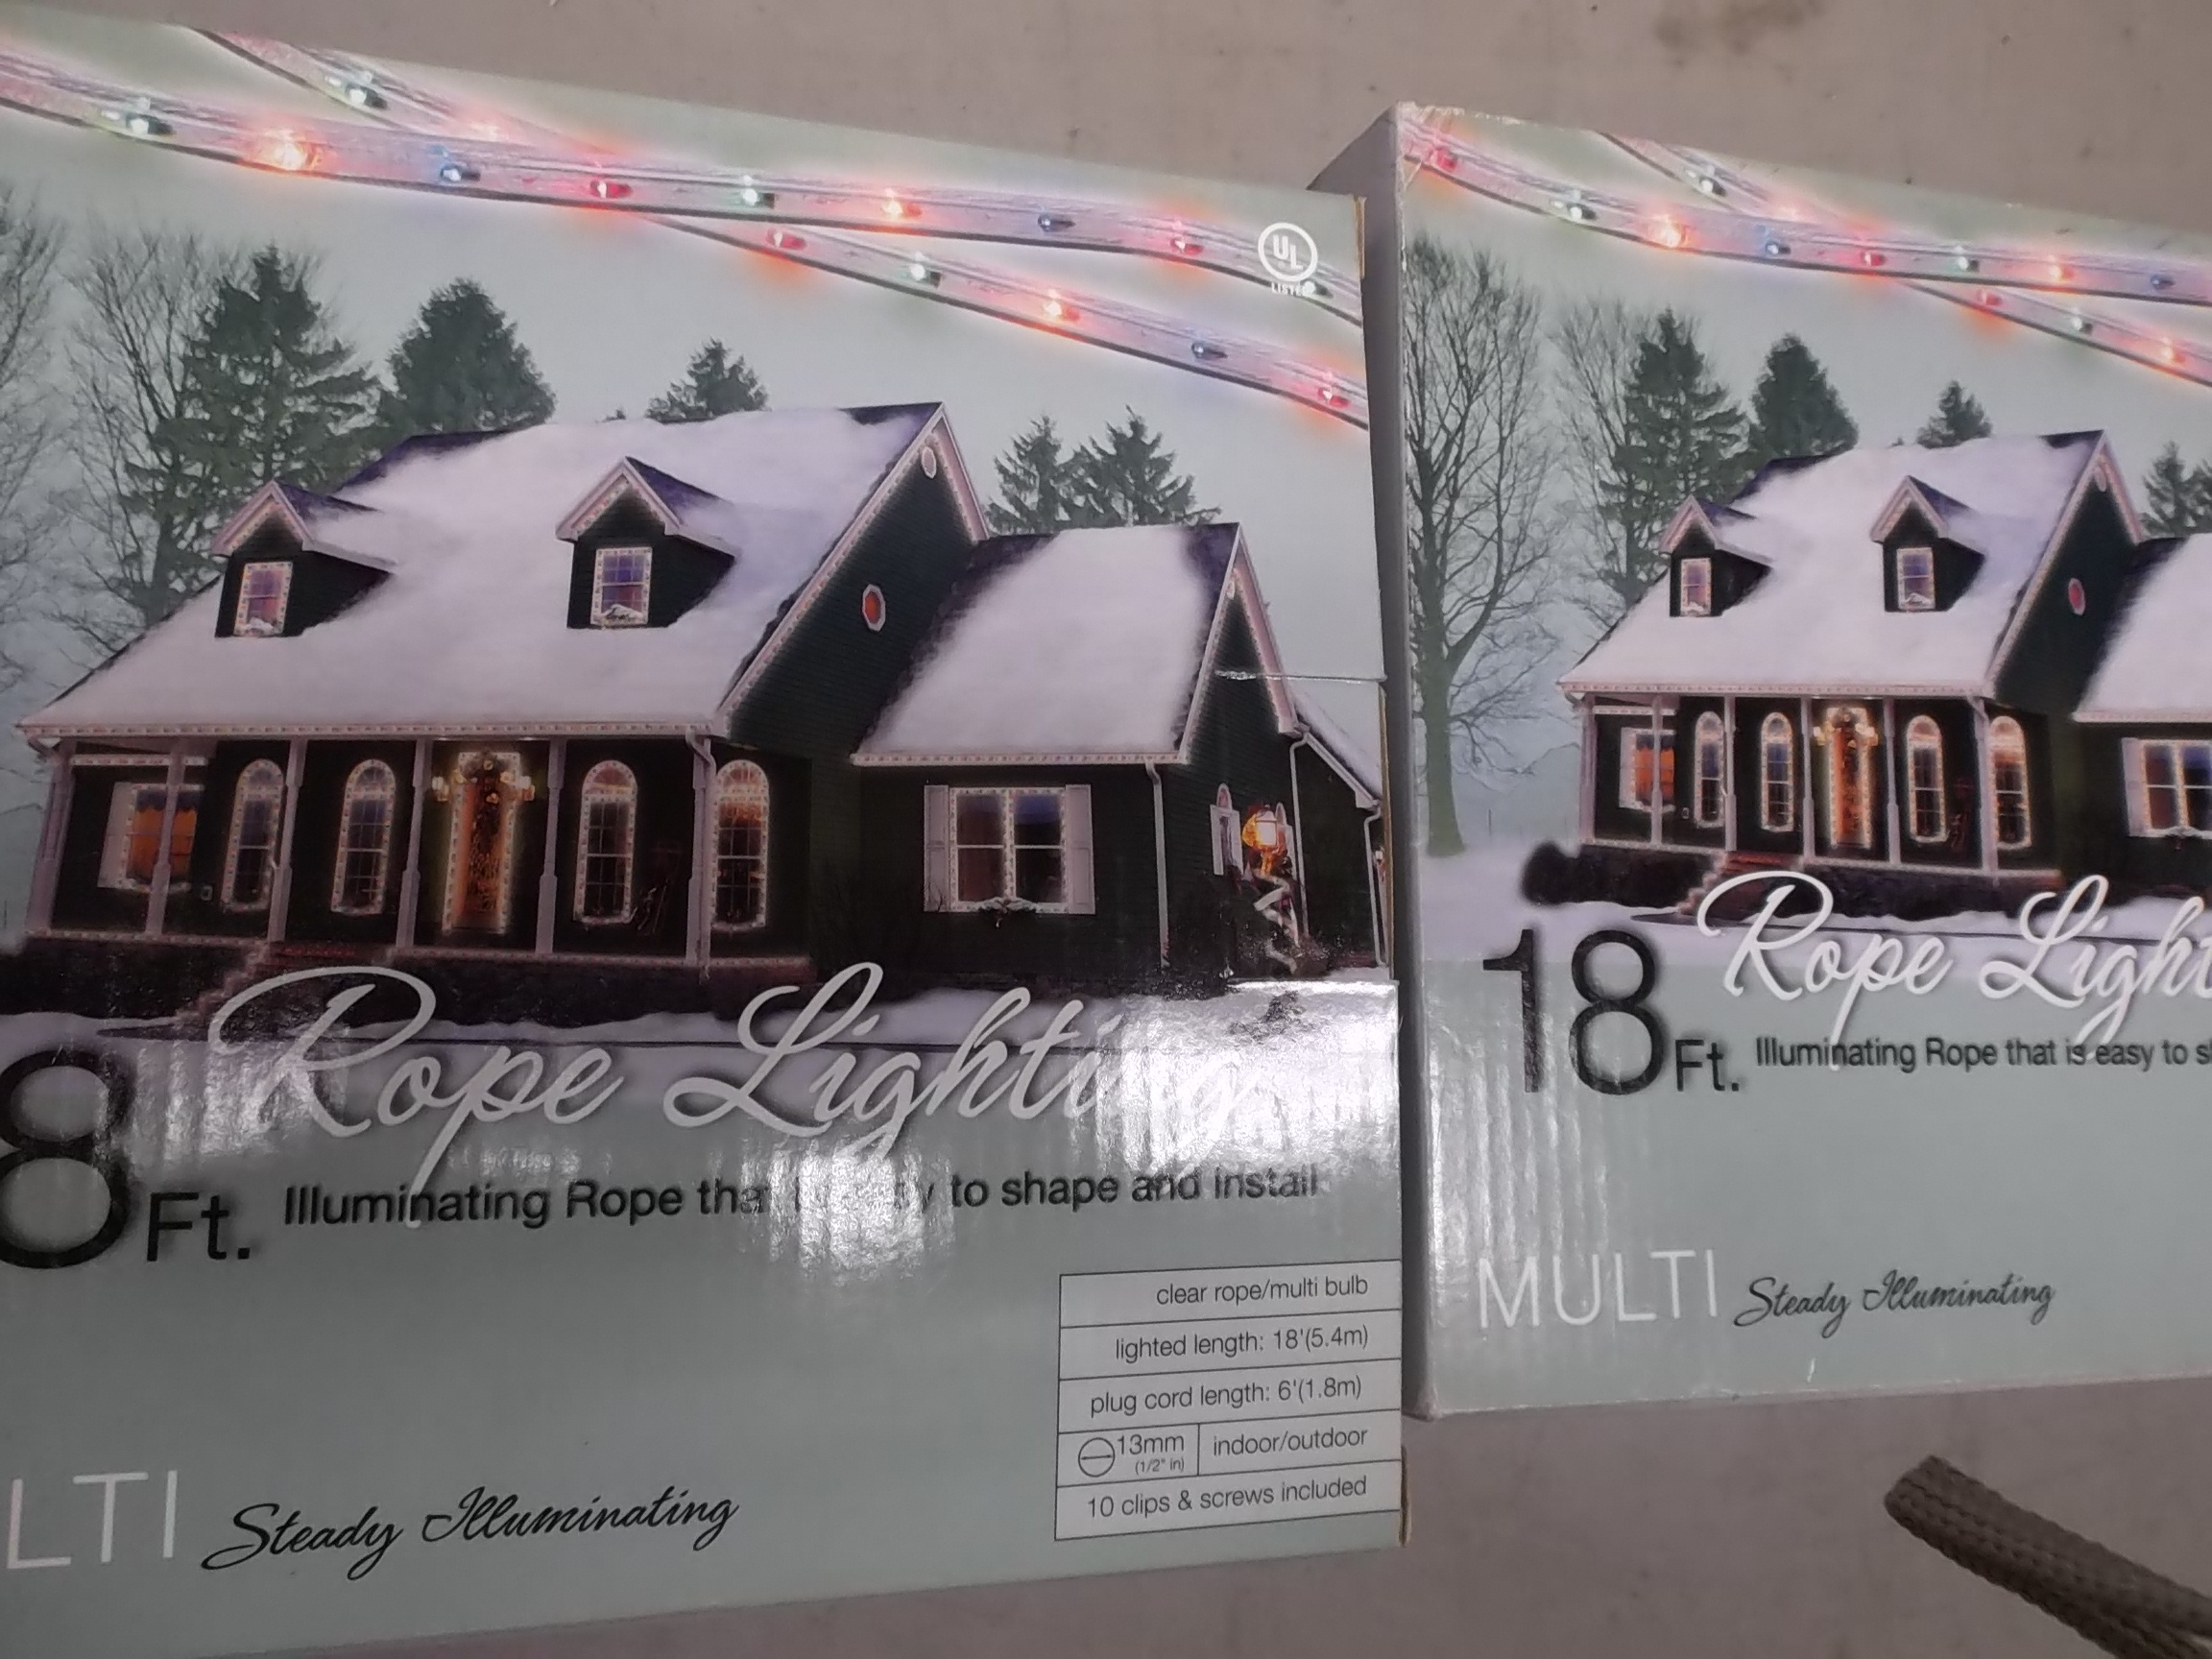 UL
LISTED
8 Ft.
Rope Lighting
Illuminating Rope that to shape and install
LTI Steady Illuminating
clear rope/multi bulb
lighted length: 18'(5.4m)
plug cord length: 6'(1.8m)
13mm
(1/2" in)
indoor/outdoor
10 clips & screws included
18 Ft.
Rope Light
Illuminating Rope that is easy to s
MULTI Steady Illuminating